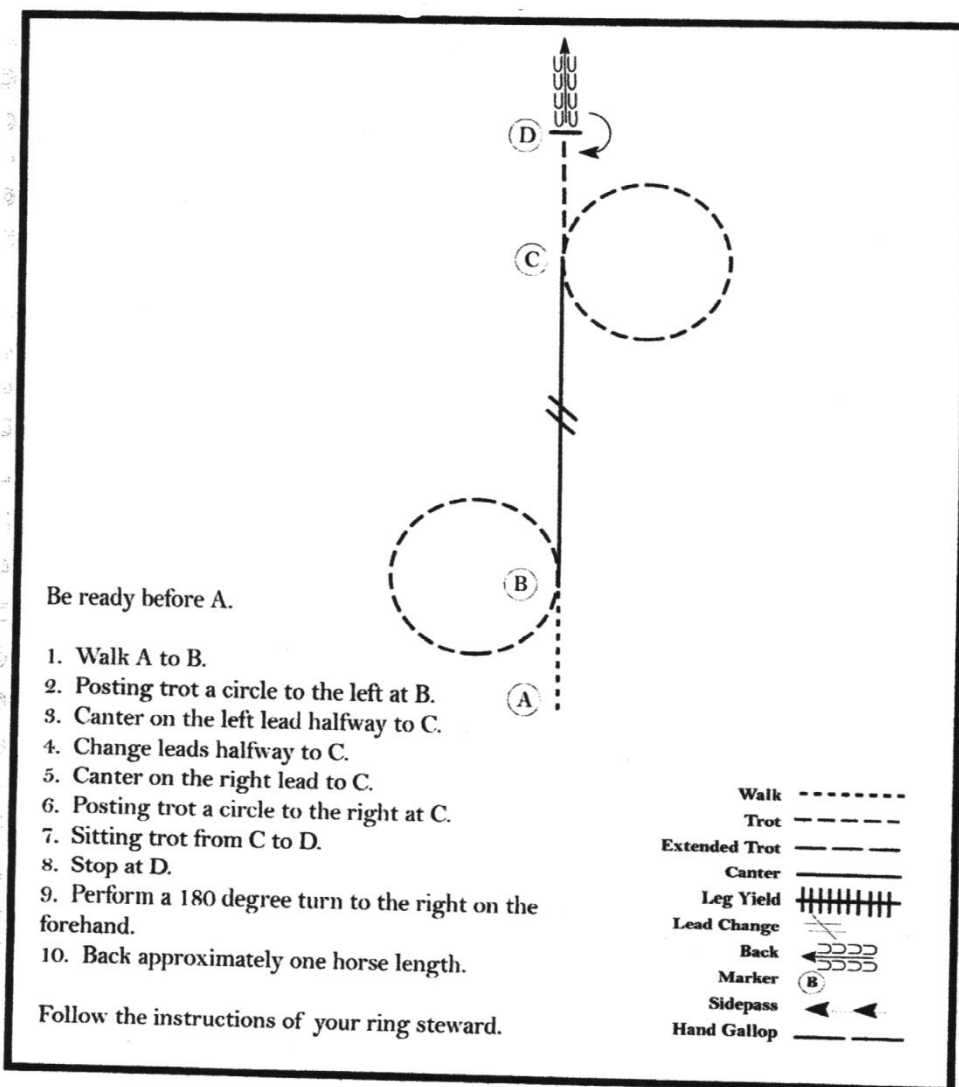 D
C
B
A
Be ready before A.
1. Walk A to B.
2. Posting trot a circle to the left at B.
3. Canter on the left lead halfway to C.
4. Change leads halfway to C.
5. Canter on the right lead to C.
6. Posting trot a circle to the right at C.
7. Sitting trot from C to D.
8. Stop at D.
9. Perform a 180 degree turn to the right on the
forehand.
10. Back approximately one horse length.
Follow the instructions of your ring steward.
Walk
Trot
Extended Trot
Canter
Leg Yield
Lead Change
Back
Marker B
Sidepass
Hand Gallop